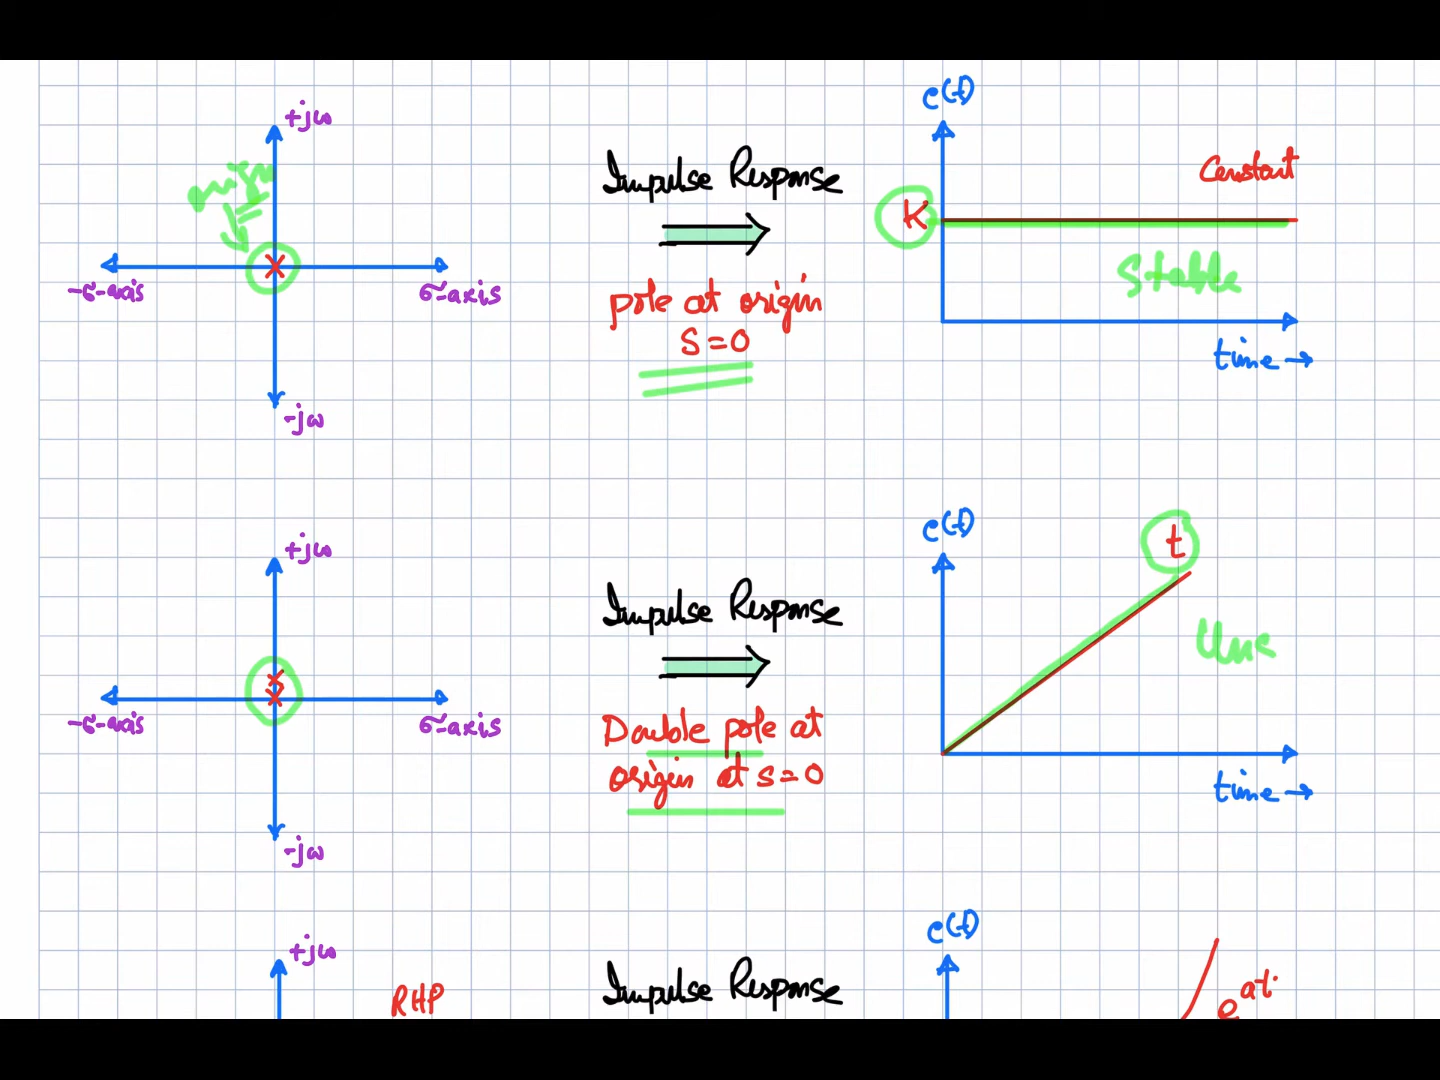 +jω
origin
-σ-axis
σ-axis
-jω
Impulse Response
pole at origin
S=0
c(t)
K
Constant
Stable
time →
+jω
-σ-axis
σ-axis
-jω
Impulse Response
Double pole at
origin at s=0
c(t)
t
time →
+jω
RHP
Impulse Response
c(t)
e^at